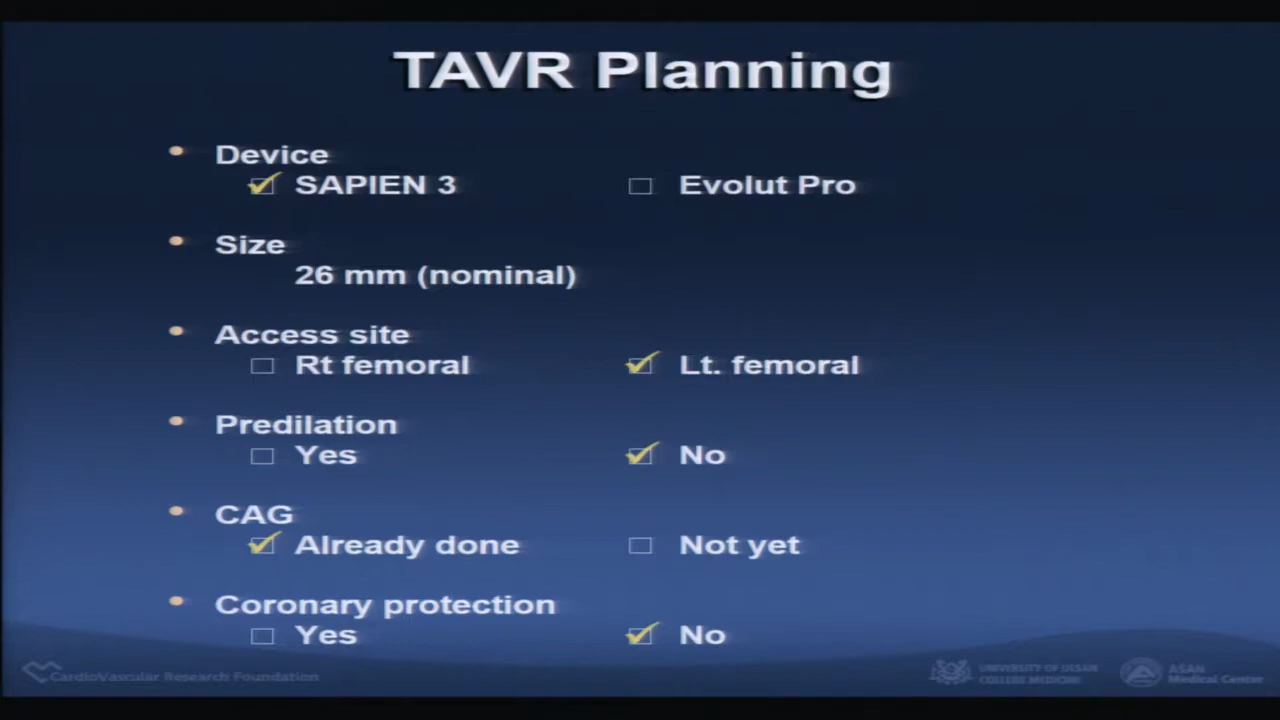 TAVR Planning
• Device
SAPIEN 3 Evolut Pro
• Size
26 mm (nominal)
• Access site
Rt femoral Lt. femoral
• Predilation
Yes No
• CAG
Already done Not yet
• Coronary protection
Yes No
CardioVascular Research Foundation
UNIVERSITY OF ULSAN
COLLEGE MEDICINE
ASAN
Medical Center